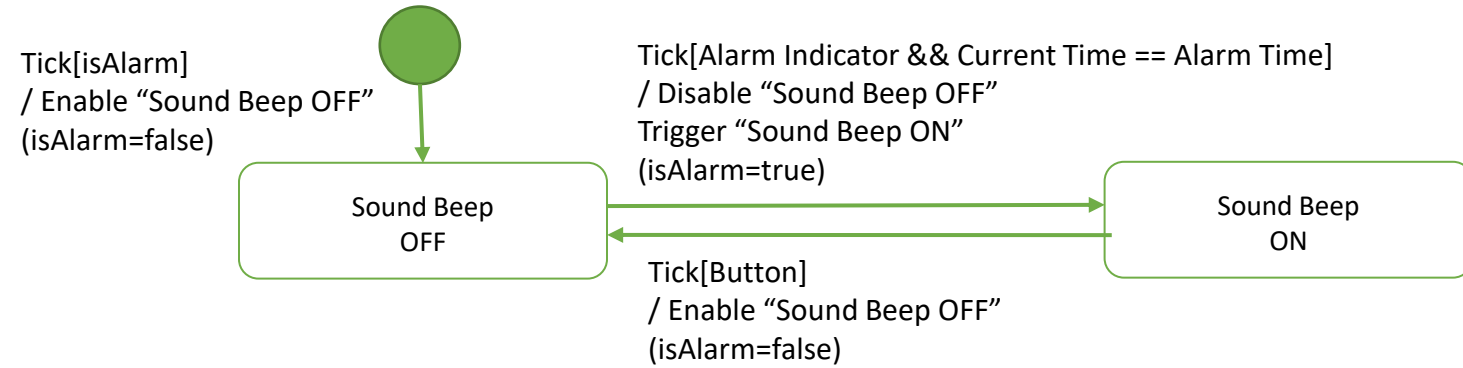 Tick[isAlarm]
/ Enable “Sound Beep OFF”
(isAlarm=false)
Tick[Alarm Indicator && Current Time == Alarm Time]
/ Disable “Sound Beep OFF”
Trigger “Sound Beep ON”
(isAlarm=true)
Sound Beep
OFF
Sound Beep
ON
Tick[Button]
/ Enable “Sound Beep OFF”
(isAlarm=false)